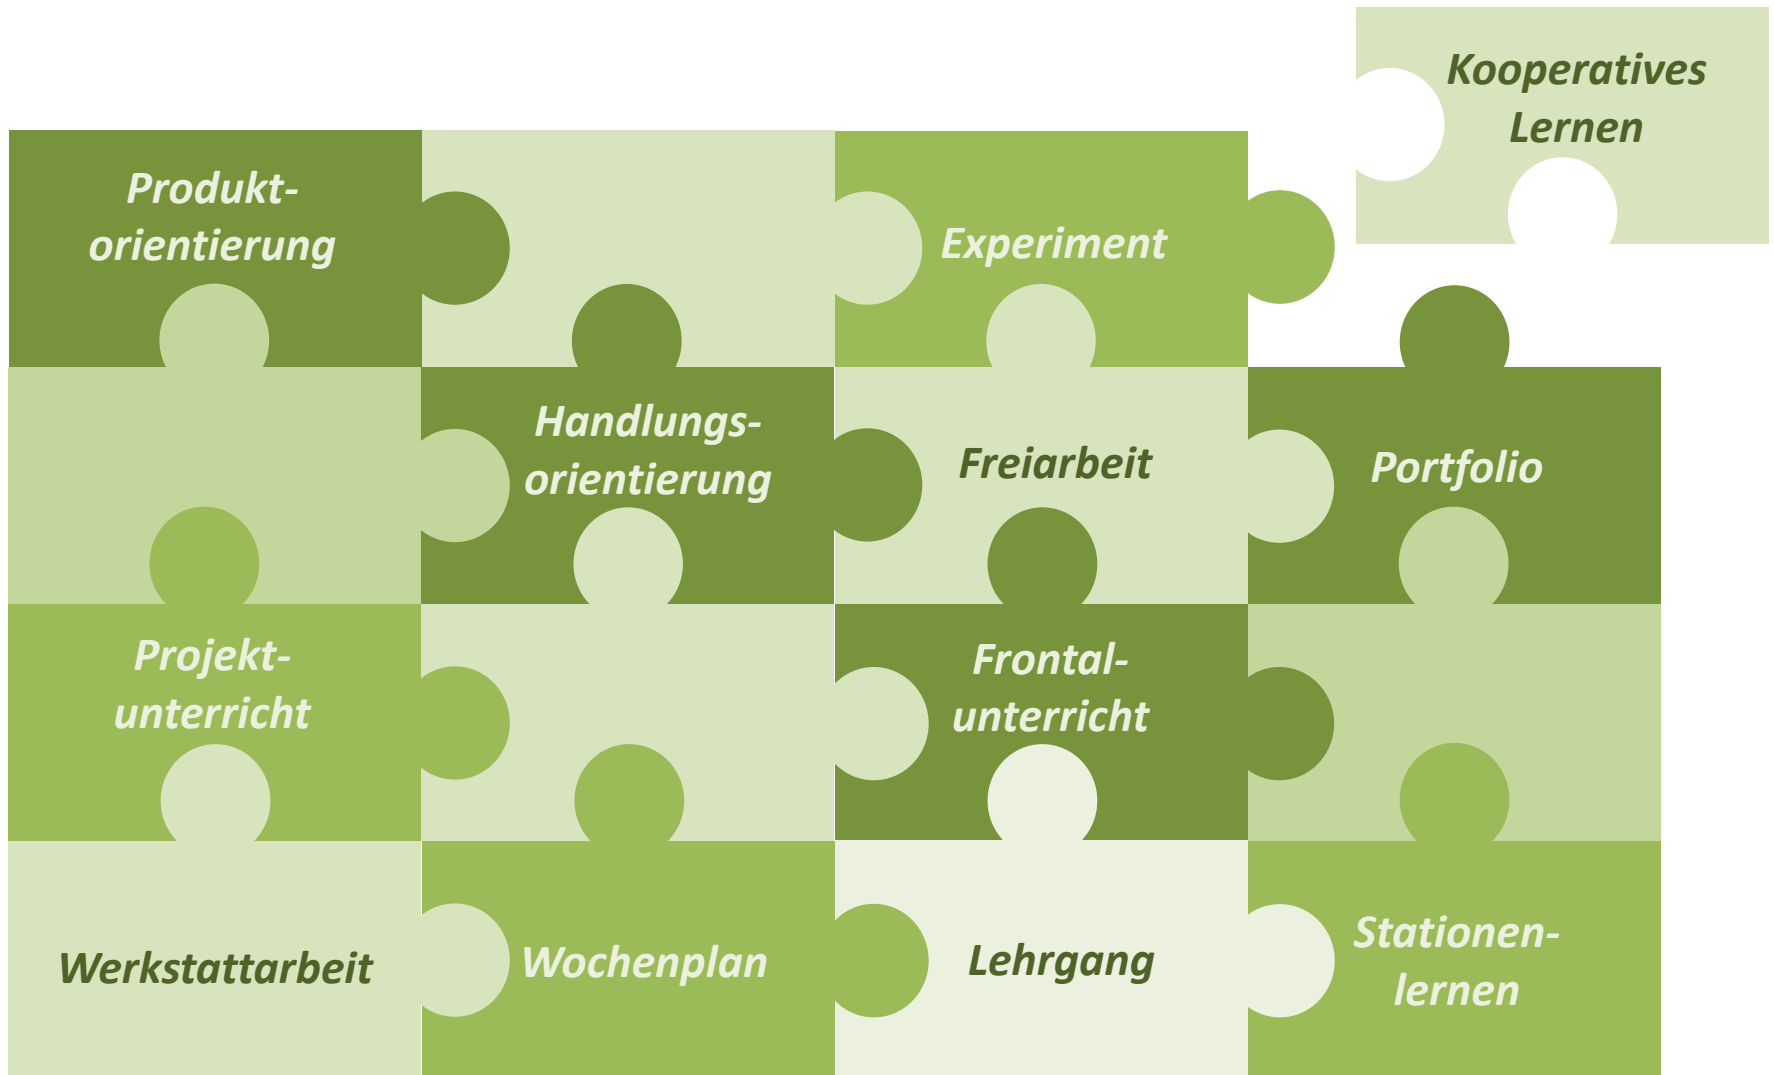 Kooperatives
Lernen
Produkt-
orientierung
Experiment
Handlungs-
orientierung
Freiarbeit
Portfolio
Projekt-
unterricht
Frontal-
unterricht
Werkstattarbeit
Wochenplan
Lehrgang
Stationen-
lernen